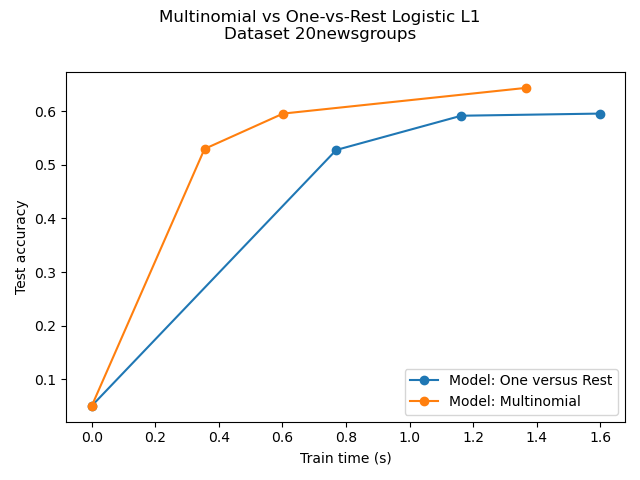 Multinomial vs One-vs-Rest Logistic L1
Dataset 20newsgroups
Test accuracy
0.6
0.5
0.4
0.3
0.2
0.1
0.0 0.2 0.4 0.6 0.8 1.0 1.2 1.4 1.6
Train time (s)
Model: One versus Rest
Model: Multinomial